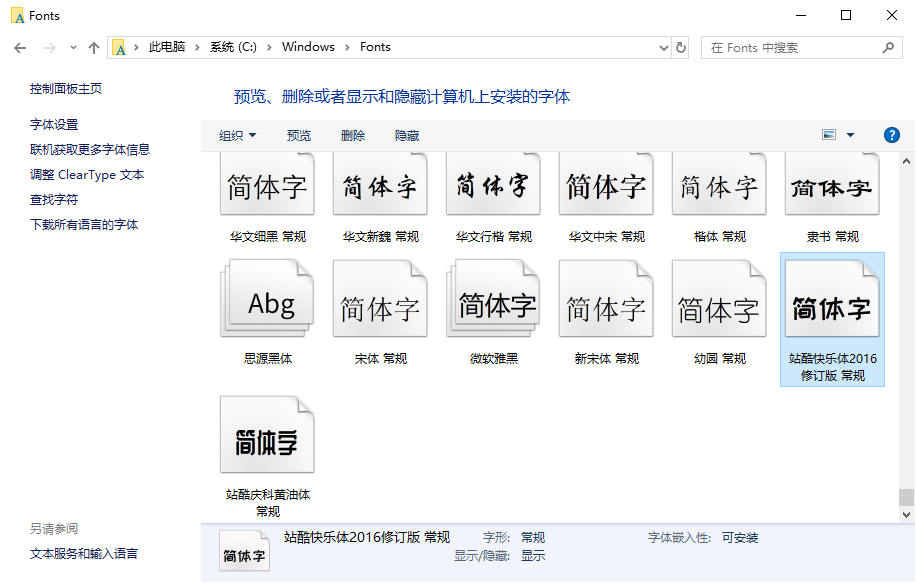 Fonts
此电脑 系统 (C:) Windows Fonts
在 Fonts 中搜索
控制面板主页
字体设置
联机获取更多字体信息
调整 ClearType 文本
查找字符
下载所有语言的字体
预览、删除或者显示和隐藏计算机上安装的字体
组织 预览 删除 隐藏
?
简体字 简体字 简体字 简体字 简体字 简体字
华文细黑 常规 华文新魏 常规 华文行楷 常规 华文中宋 常规 楷体 常规 隶书 常规
Abg 简体字 简体字 简体字 简体字 简体字
思源黑体 宋体 常规 微软雅黑 新宋体 常规 幼圆 常规 站酷快乐体2016
修订版 常规
简体字
站酷庆科黄油体
常规
另请参阅
文本服务和输入语言
简体字
站酷快乐体2016修订版 常规 字形: 常规 字体嵌入性: 可安装
显示/隐藏: 显示